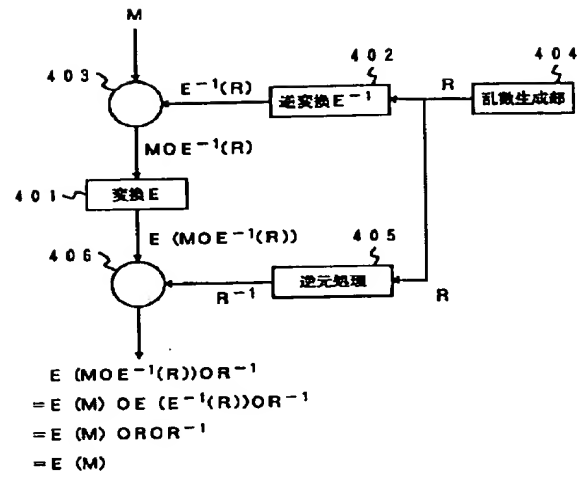 M
402
404
403
E⁻¹(R)
R
逆変換E⁻¹
乱数生成部
MOE⁻¹(R)
401
変換E
E (MOE⁻¹(R))
405
406
逆元処理
R⁻¹
R
E (MOE⁻¹(R))OR⁻¹
=E (M) OE (E⁻¹(R))OR⁻¹
=E (M) OROR⁻¹
=E (M)